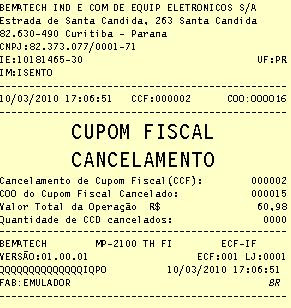 BEMATECH IND E COM DE EQUIP ELETRONICOS S/A
Estrada de Santa Candida, 263 Santa Candida
82.630-490 Curitiba - Parana
CNPJ:82.373.077/0001-71
IE:10181465-30 UF:PR
IM:ISENTO
10/03/2010 17:06:51 CCF:000002 COO:000016
CUPOM FISCAL
CANCELAMENTO
Cancelamento de Cupom Fiscal(CCF): 000002
COO do Cupom Fiscal Cancelado: 000015
Valor Total da Operação R$ 60,98
Quantidade de CCD cancelados: 0000
BEMATECH MP-2100 TH FI ECF-IF
VERSÃO:01.00.01 ECF:001 LJ:0001
QQQQQQQQQQQQQQIQPO 10/03/2010 17:06:51
FAB:EMULADOR BR